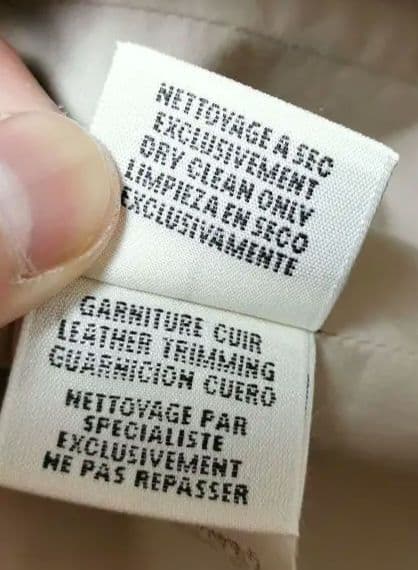 NETTOYAGE A SEC
EXCLUSIVEMENT
DRY CLEAN ONLY
LIMPIEZA EN SECO
EXCLUSIVAMENTE
GARNITURE CUIR
LEATHER TRIMMING
GUARNICION CUERO
NETTOYAGE PAR
SPECIALISTE
EXCLUSIVEMENT
NE PAS REPASSER